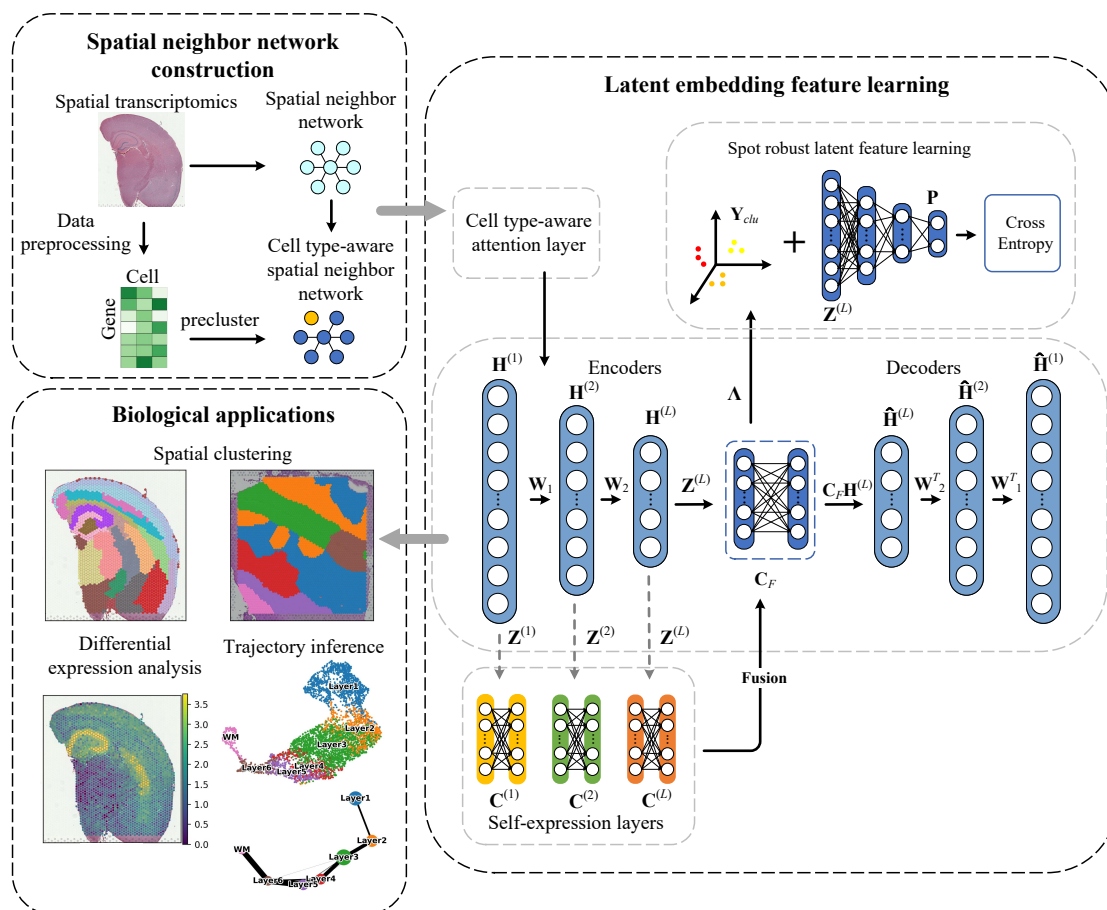 Spatial neighbor network
construction
Spatial transcriptomics
Spatial neighbor
network
Data
preprocessing
Cell type-aware
spatial neighbor
network
Cell
Gene
precluster
Biological applications
Spatial clustering
Differential
expression analysis
3.5
3.0
2.5
2.0
1.5
1.0
0.5
0.0
Trajectory inference
Layer1
Layer2
Layer3
WM
Layer4
Layer6
Layer5
Layer1
Layer2
WM
Layer3
Layer4
Layer6
Layer5
Latent embedding feature learning
Cell type-aware
attention layer
Spot robust latent feature learning
Y_clu
+
Z^(L)
P
Cross
Entropy
Λ
Encoders
Decoders
H^(1)
H^(2)
H^(L)
W_1
W_2
Z^(L)
C_F
C_F H^(L)
Ĥ^(L)
W^T_2
Ĥ^(2)
W^T_1
Ĥ^(1)
Z^(1)
Z^(2)
Z^(L)
Fusion
C^(1)
C^(2)
C^(L)
Self-expression layers